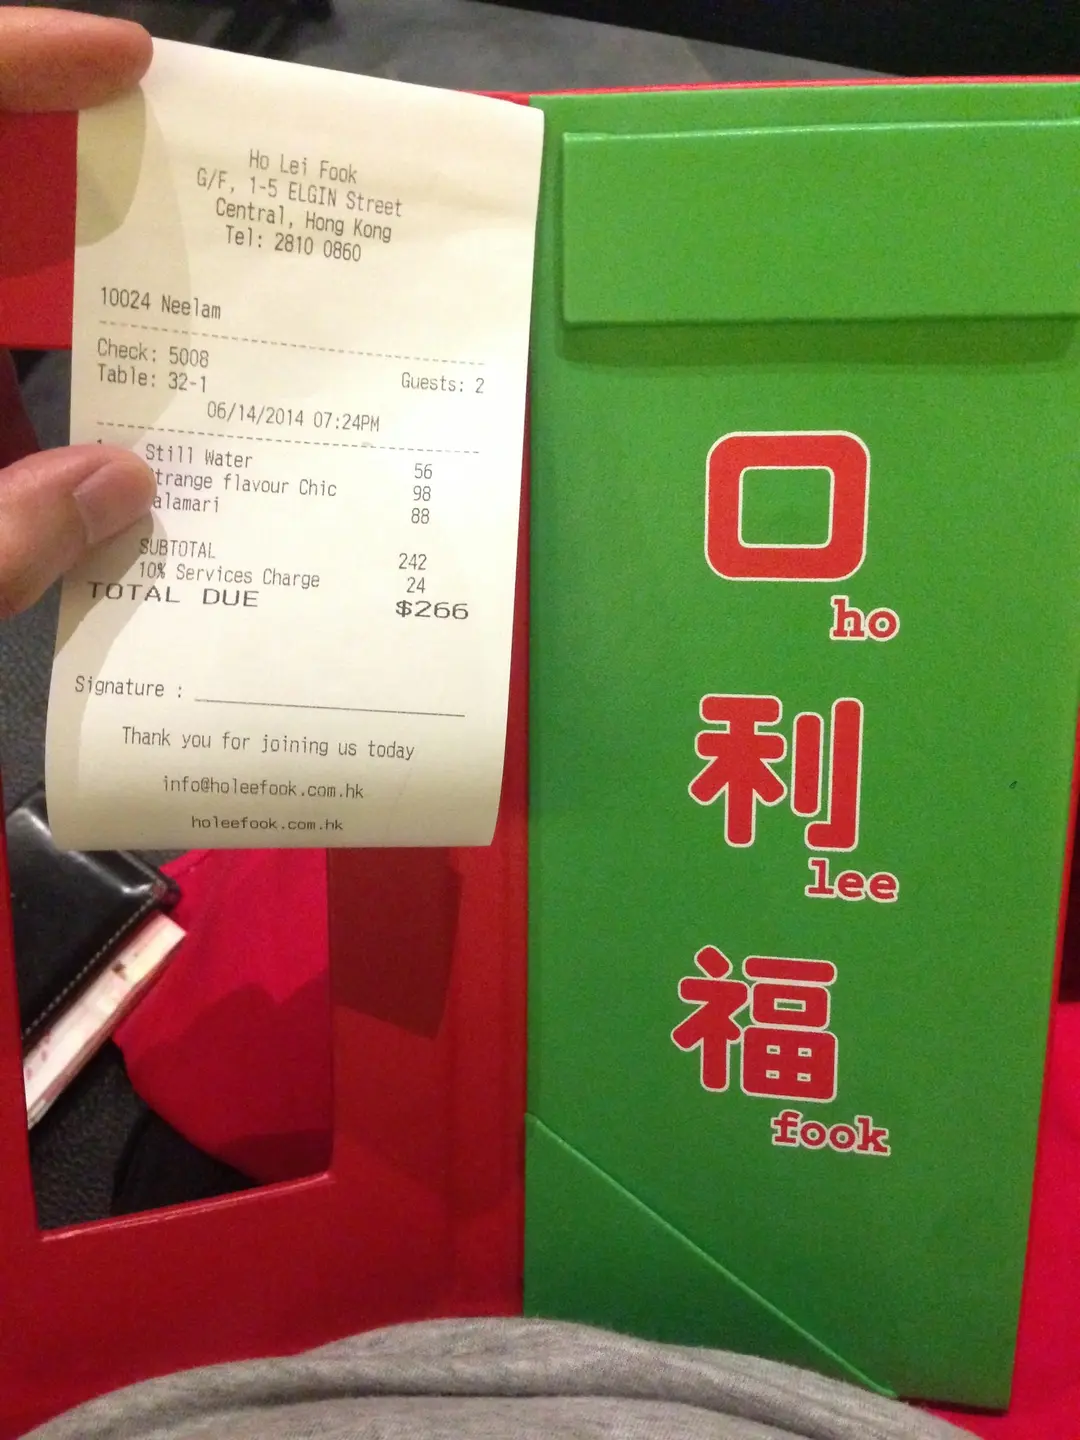 Ho Lei Fook
G/F, 1-5 ELGIN Street
Central, Hong Kong
Tel: 2810 0860
10024 Neelam
Check: 5008
Table: 32-1 Guests: 2
06/14/2014 07:24PM
Still Water 56
trange flavour Chic 98
alamari 88
SUBTOTAL 242
10% Services Charge 24
TOTAL DUE $266
Signature :
Thank you for joining us today
info@holeefook.com.hk
holeefook.com.hk
口
ho
利
lee
福
fook